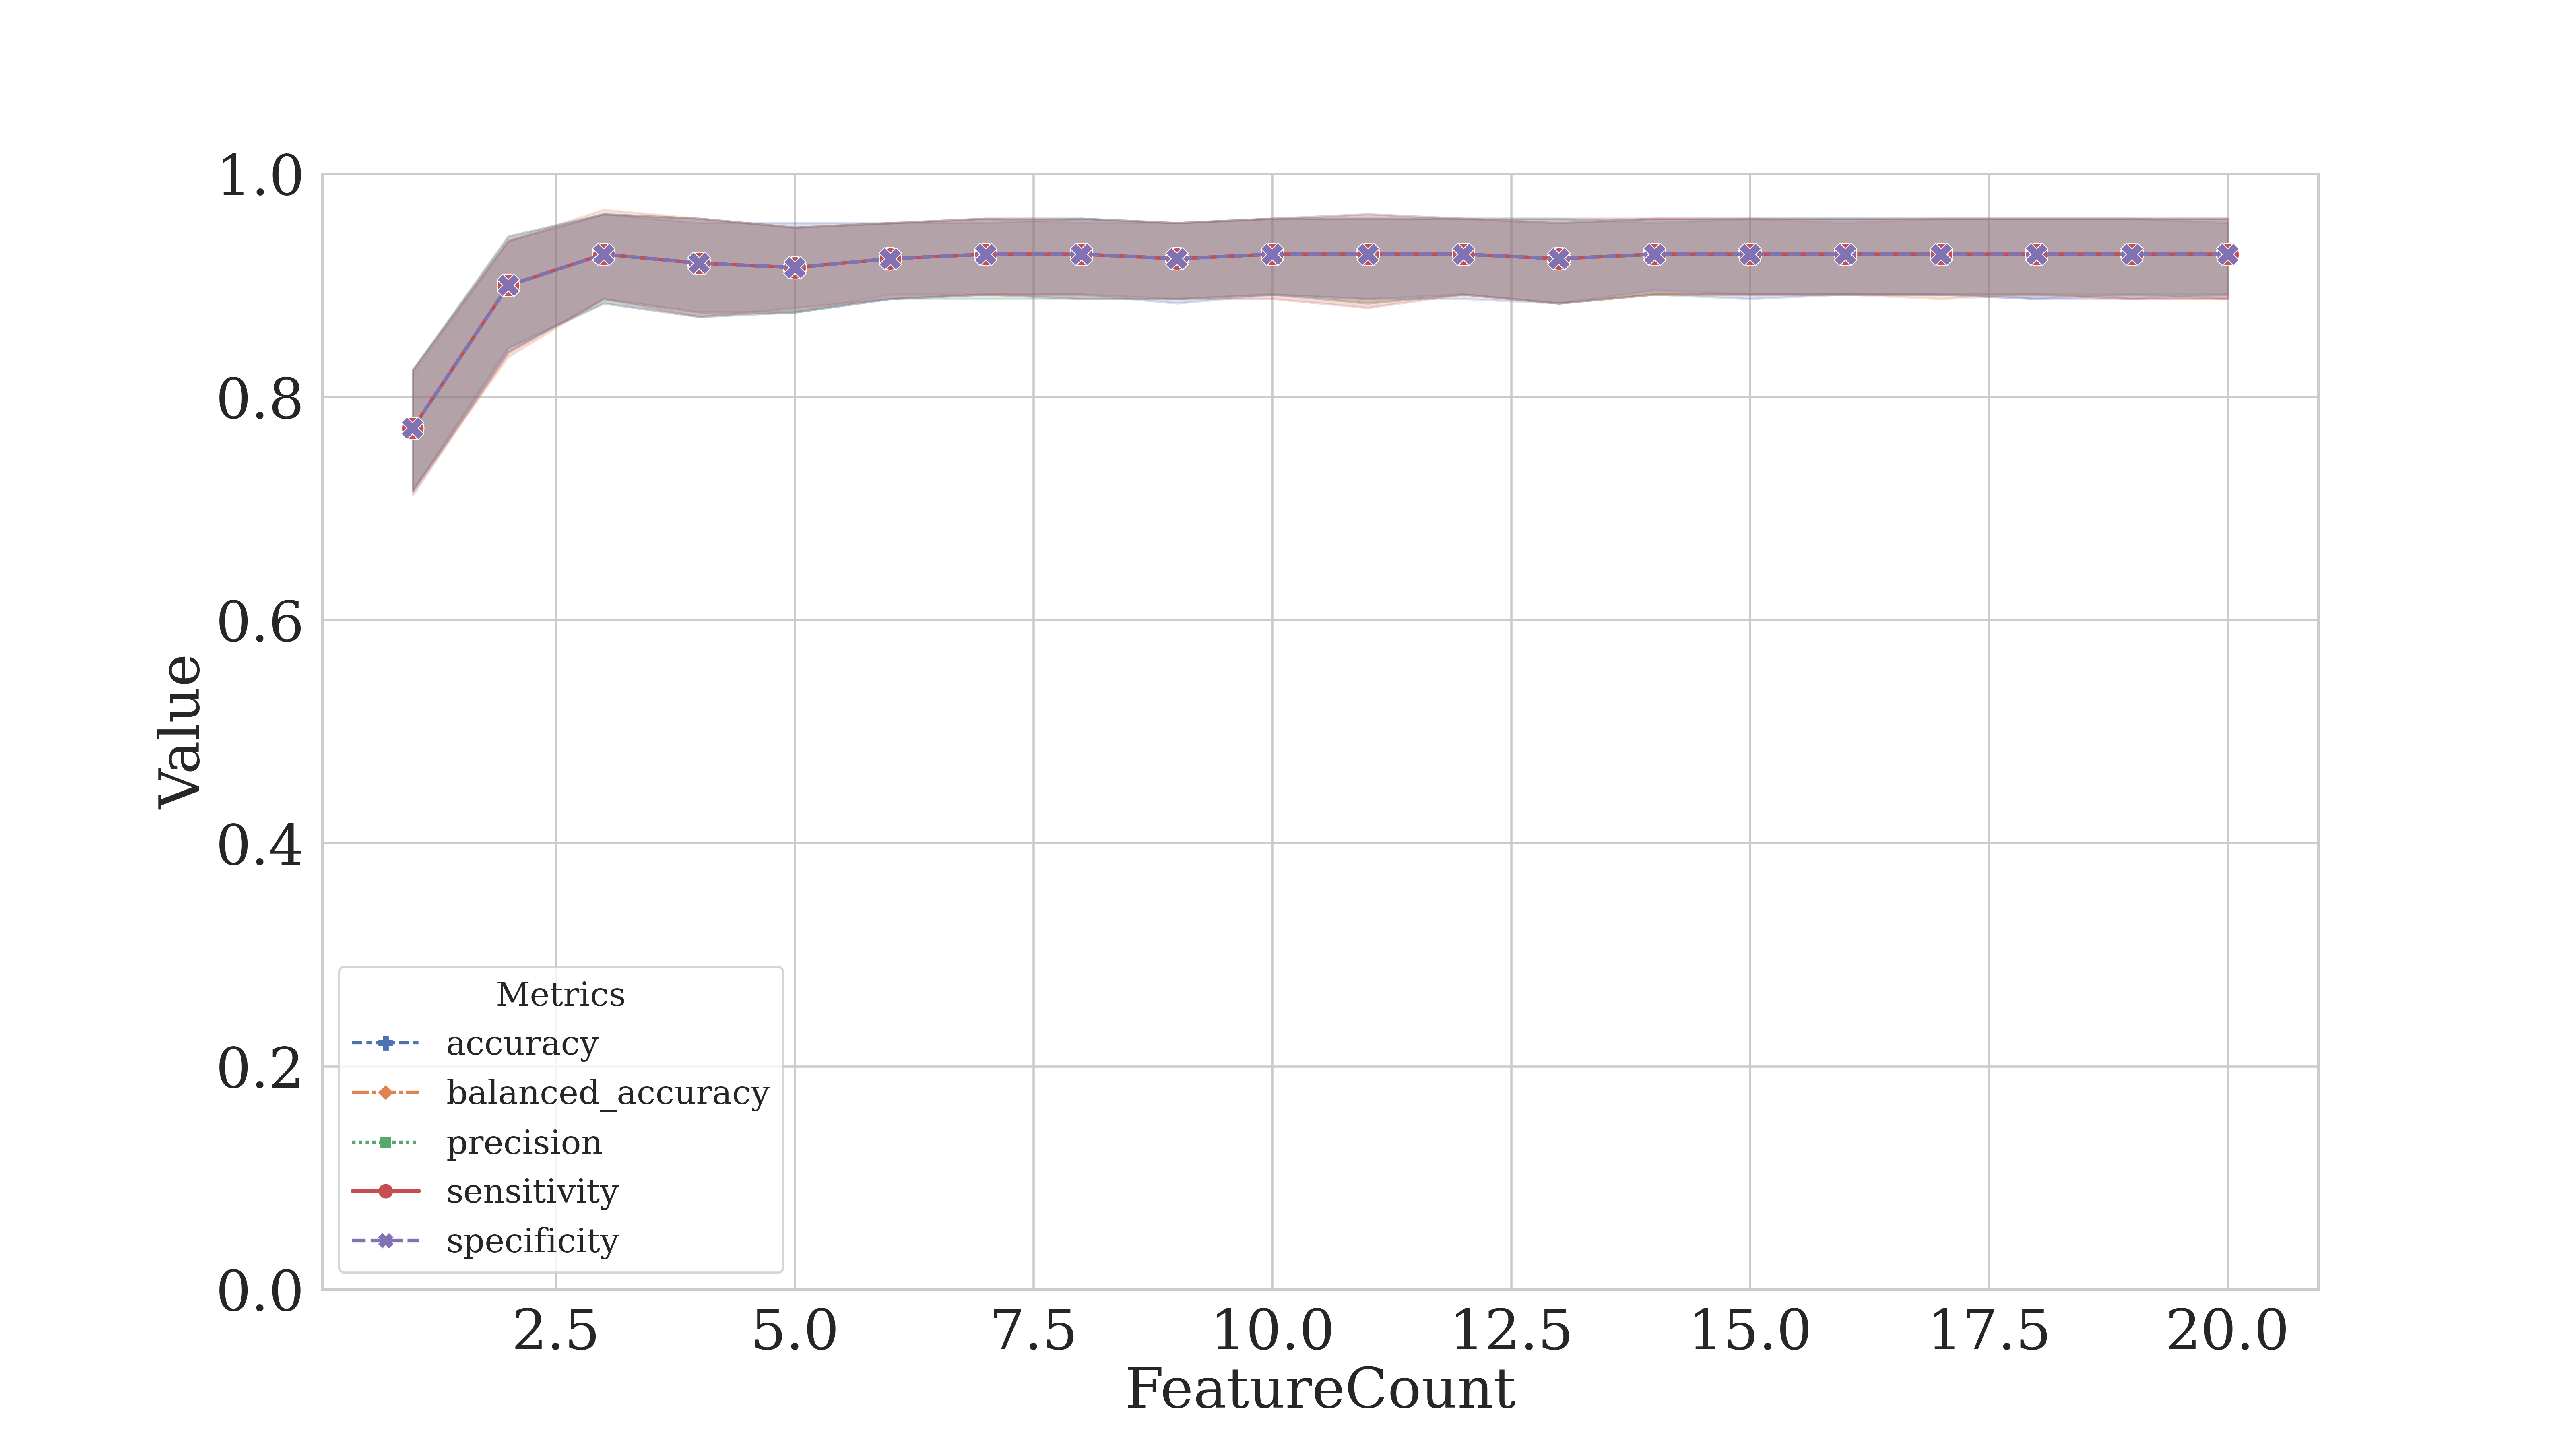 1.0
0.8
0.6
0.4
0.2
0.0
Value
Metrics
accuracy
balanced_accuracy
precision
sensitivity
specificity
2.5 5.0 7.5 10.0 12.5 15.0 17.5 20.0
FeatureCount